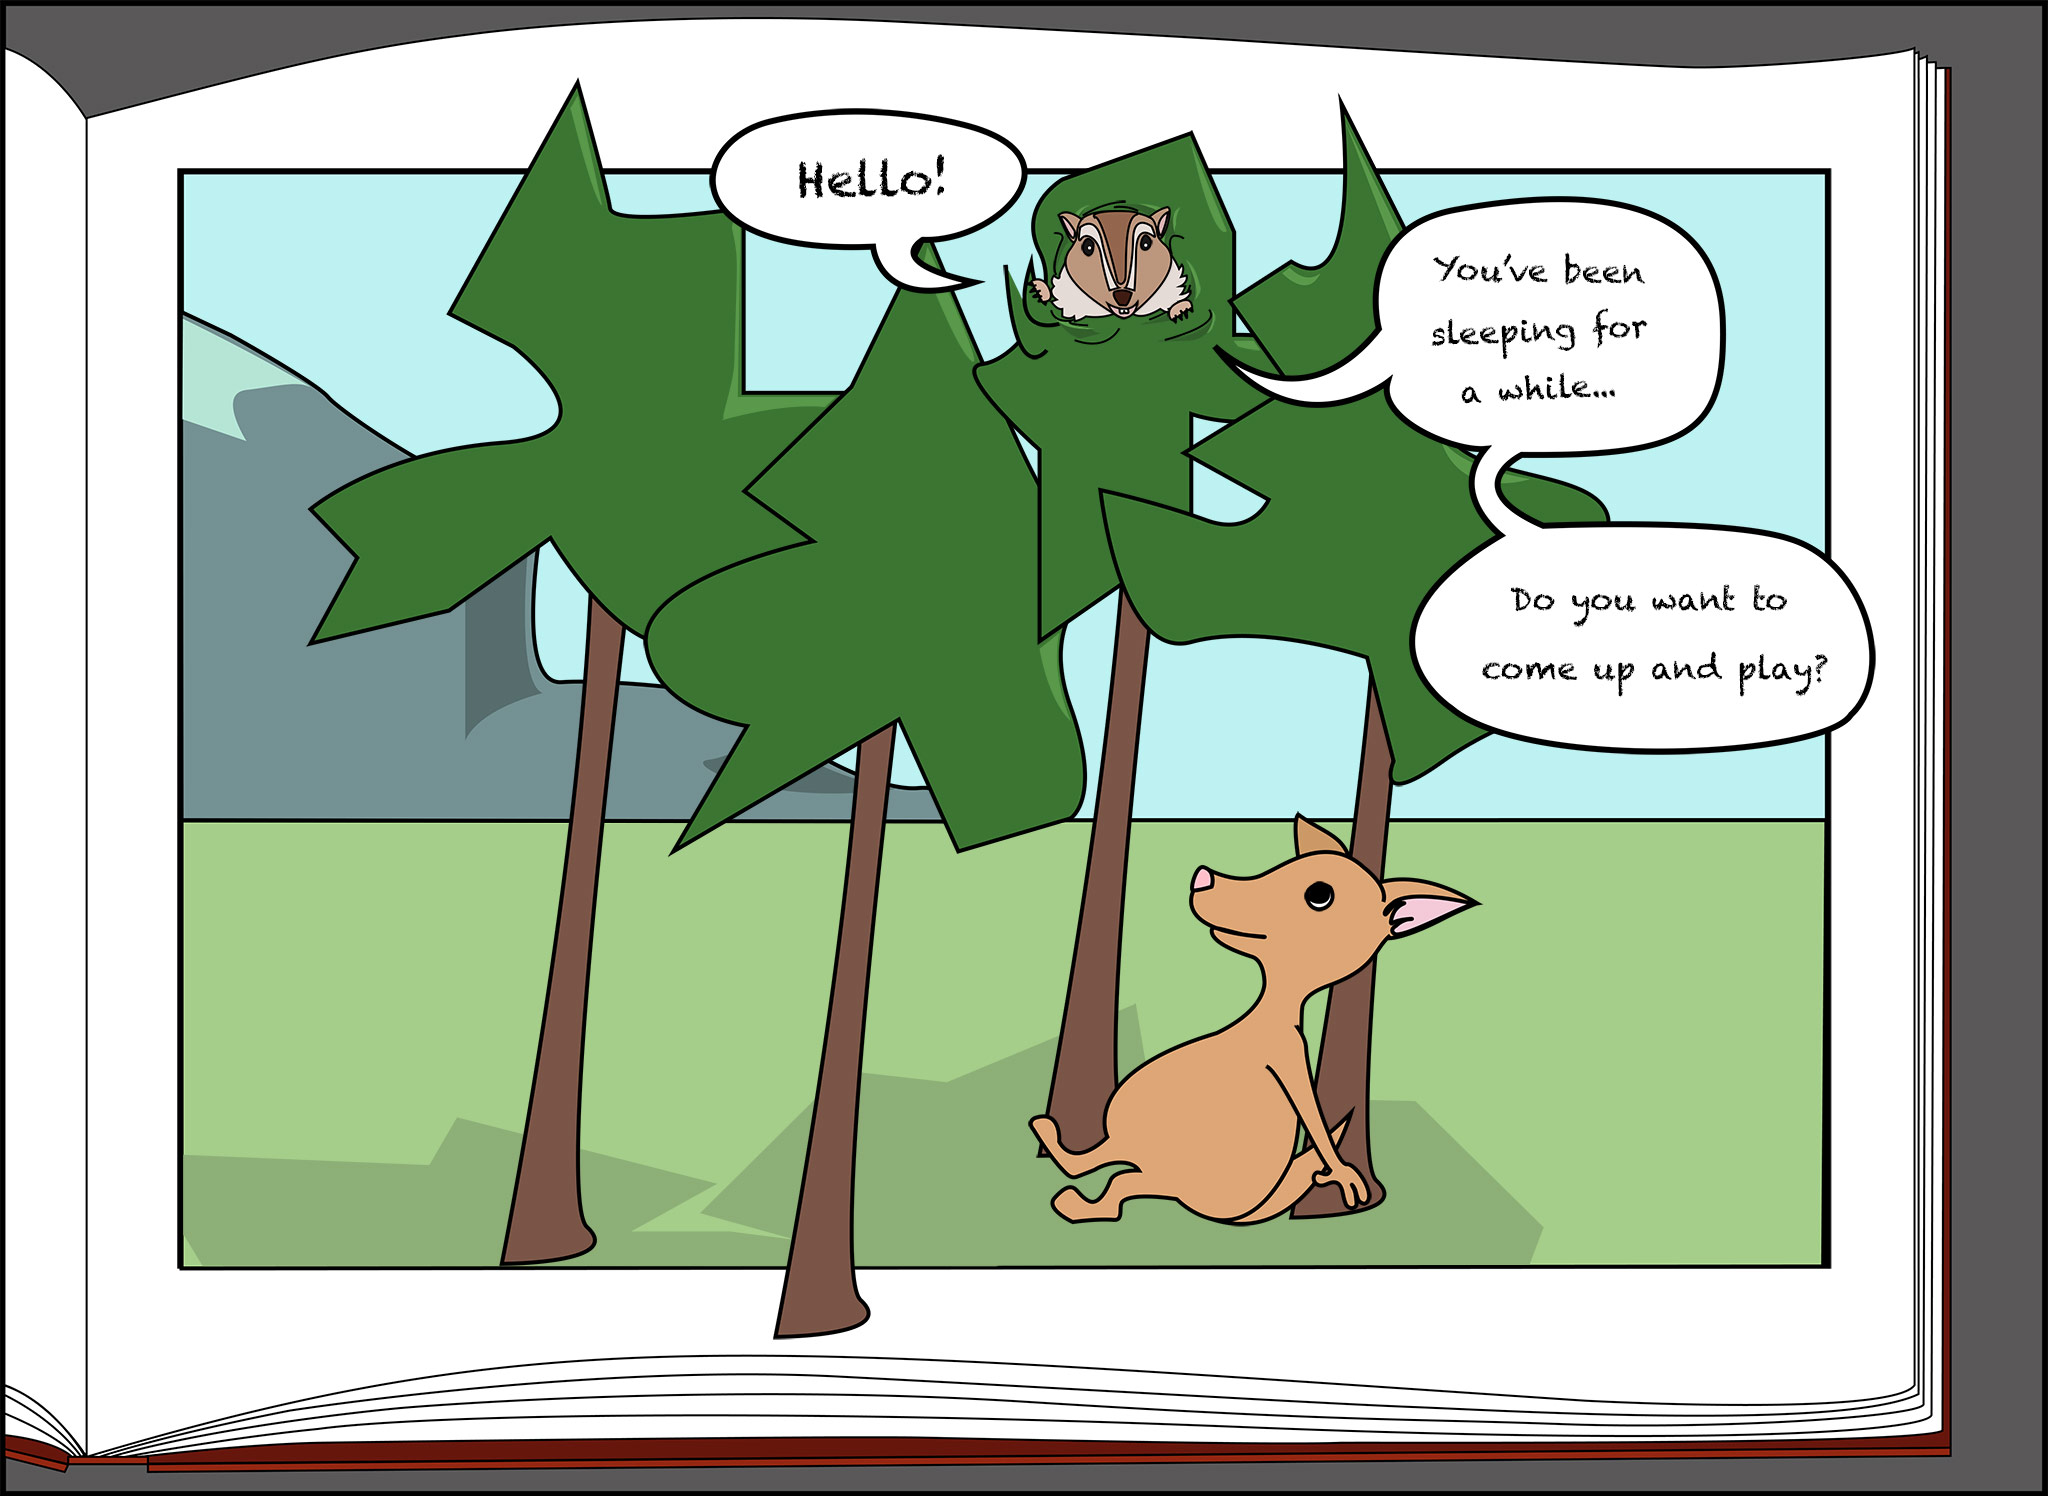 Hello!
You've been
sleeping for
a while...
Do you want to
come up and play?